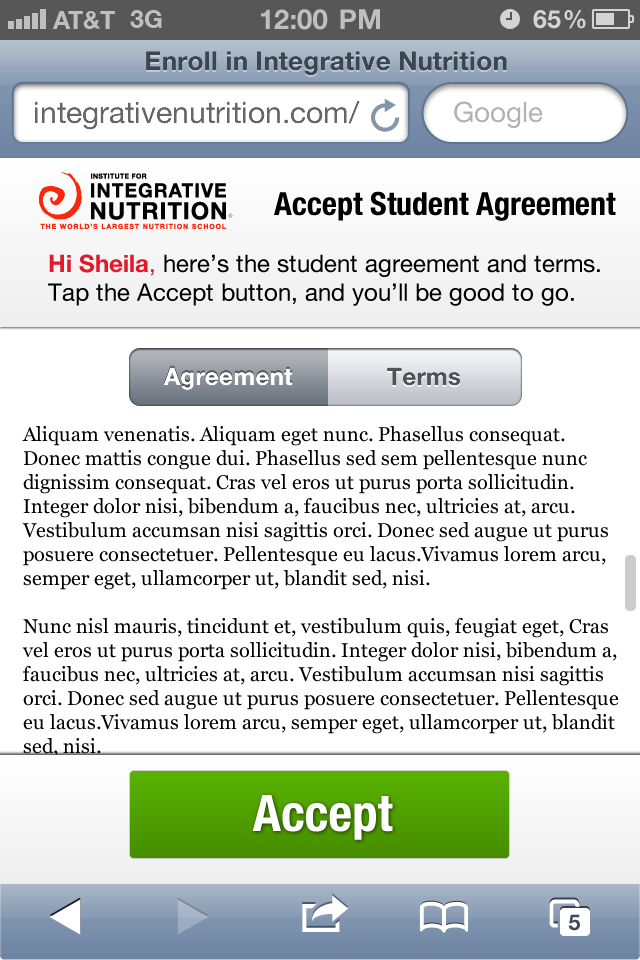 AT&T 3G 12:00 PM 65%
Enroll in Integrative Nutrition
integrativenutrition.com/ Google
INSTITUTE FOR
INTEGRATIVE
NUTRITION®
THE WORLD'S LARGEST NUTRITION SCHOOL
Accept Student Agreement
Hi Sheila, here’s the student agreement and terms.
Tap the Accept button, and you’ll be good to go.
Agreement Terms
Aliquam venenatis. Aliquam eget nunc. Phasellus consequat.
Donec mattis congue dui. Phasellus sed sem pellentesque nunc
dignissim consequat. Cras vel eros ut purus porta sollicitudin.
Integer dolor nisi, bibendum a, faucibus nec, ultricies at, arcu.
Vestibulum accumsan nisi sagittis orci. Donec sed augue ut purus
posuere consectetuer. Pellentesque eu lacus.Vivamus lorem arcu,
semper eget, ullamcorper ut, blandit sed, nisi.
Nunc nisl mauris, tincidunt et, vestibulum quis, feugiat eget, Cras
vel eros ut purus porta sollicitudin. Integer dolor nisi, bibendum a,
faucibus nec, ultricies at, arcu. Vestibulum accumsan nisi sagittis
orci. Donec sed augue ut purus posuere consectetuer. Pellentesque
eu lacus.Vivamus lorem arcu, semper eget, ullamcorper ut, blandit
sed, nisi.
Accept
5